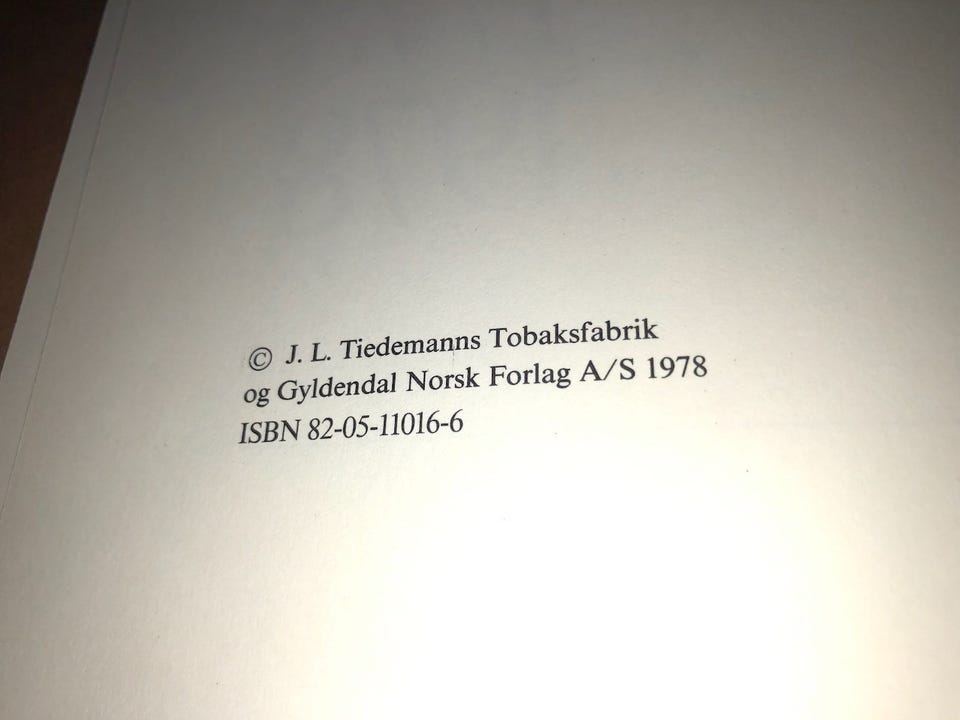 © J. L. Tiedemanns Tobaksfabrik
og Gyldendal Norsk Forlag A/S 1978
ISBN 82-05-11016-6